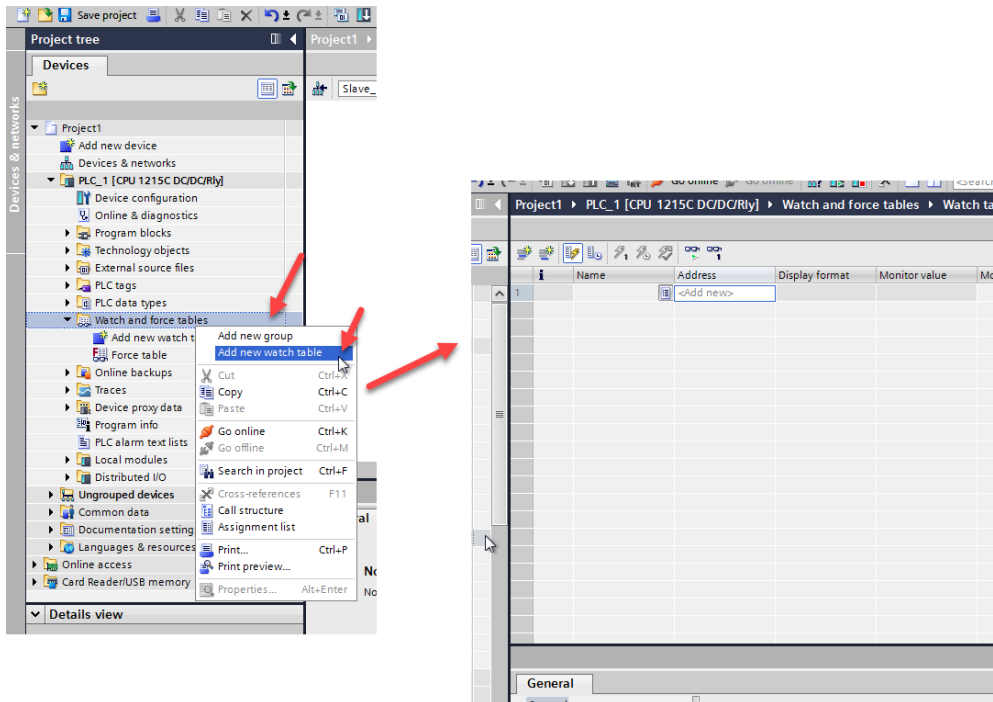 Save project
Project tree
Project1
Devices
Devices & networks
Slave_
Project1
Add new device
Devices & networks
PLC_1 [CPU 1215C DC/DC/Rly]
Device configuration
Online & diagnostics
Program blocks
Technology objects
External source files
PLC tags
PLC data types
Watch and force tables
Add new watch t
Force table
Online backups
Traces
Device proxy data
Program info
PLC alarm text lists
Local modules
Distributed I/O
Ungrouped devices
Common data
Documentation setting
Languages & resources
Online access
Card Reader/USB memory
Details view
Add new group
Add new watch table
Cut Ctrl+X
Copy Ctrl+C
Paste Ctrl+V
Go online Ctrl+K
Go offline Ctrl+M
Search in project Ctrl+F
Cross-references F11
Call structure
Assignment list
Print... Ctrl+P
Print preview...
Properties... Alt+Enter
al
No
No
Go online
Project1 PLC_1 [CPU 1215C DC/DC/Rly] Watch and force tables Watch ta
i Name Address Display format Monitor value Mo
1 <Add new>
General